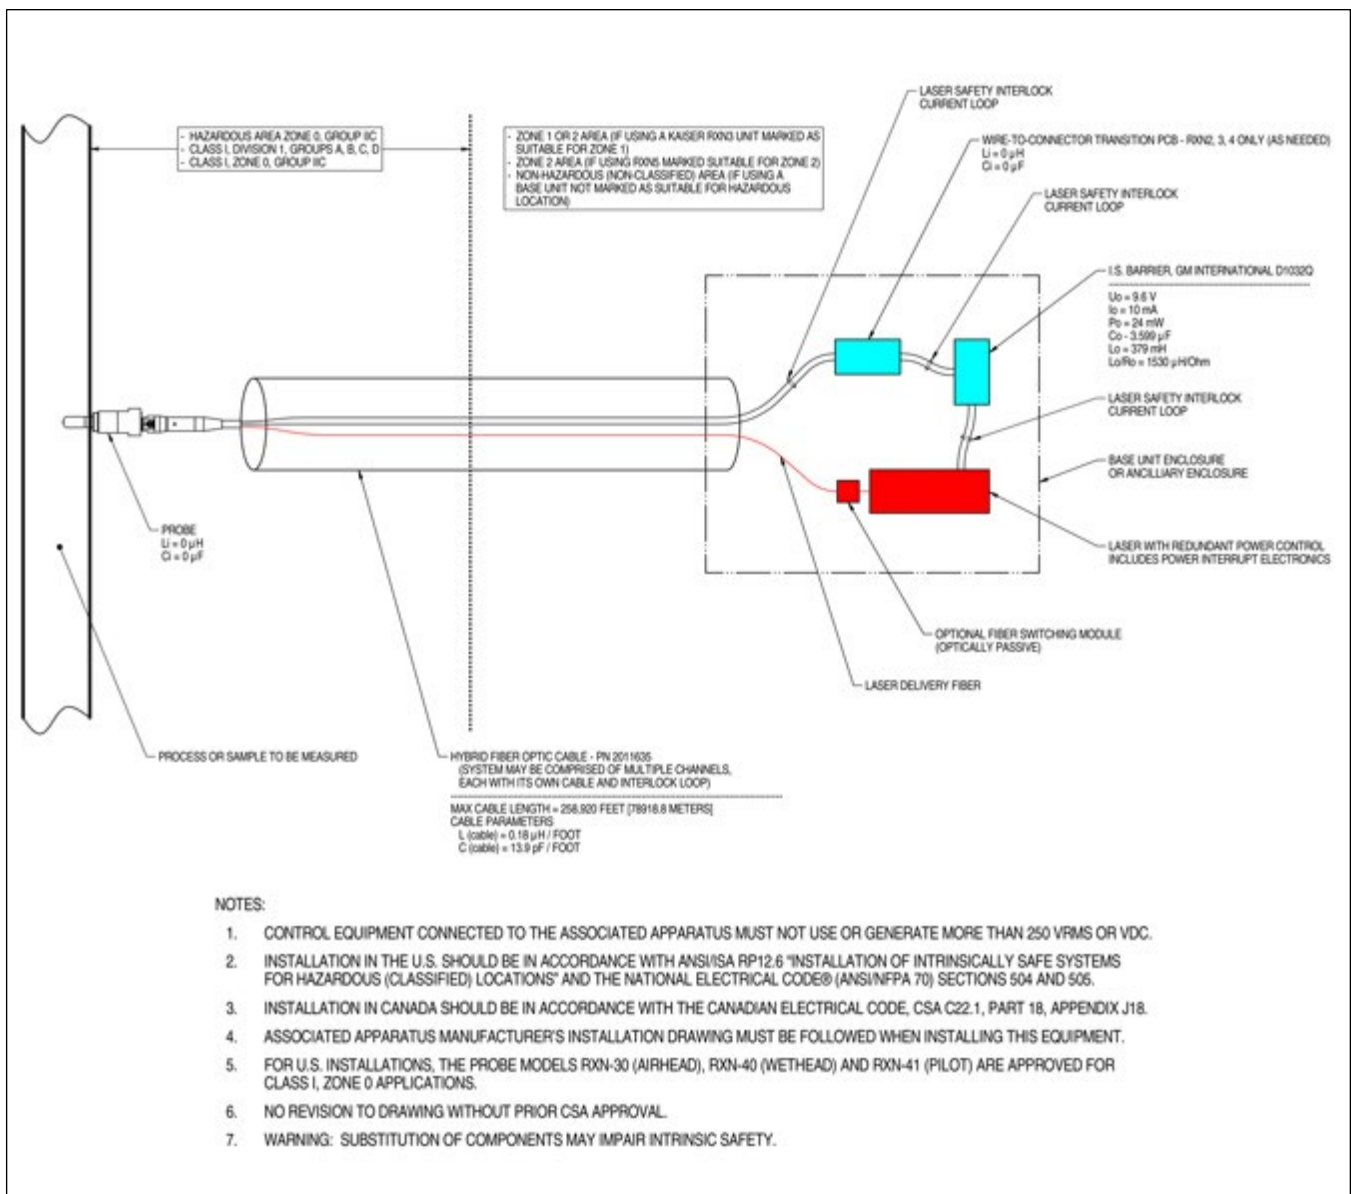 LASER SAFETY INTERLOCK
CURRENT LOOP
- HAZARDOUS AREA ZONE 0, GROUP IIC
- CLASS I, DIVISION 1, GROUPS A, B, C, D
- CLASS I, ZONE 0, GROUP IIC
- ZONE 1 OR 2 AREA (IF USING A KAISER RXN3 UNIT MARKED AS
SUITABLE FOR ZONE 1)
- ZONE 2 AREA (IF USING RXN5 MARKED SUITABLE FOR ZONE 2)
- NON-HAZARDOUS (NON-CLASSIFIED) AREA (IF USING A
BASE UNIT NOT MARKED AS SUITABLE FOR HAZARDOUS
LOCATION)
WIRE-TO-CONNECTOR TRANSITION PCB - RXN2, 3, 4 ONLY (AS NEEDED)
Li = 0 µH
Ci = 0 µF
LASER SAFETY INTERLOCK
CURRENT LOOP
I.S. BARRIER, GM INTERNATIONAL D1032Q
Uo = 9.6 V
Io = 10 mA
Po = 24 mW
Co - 3.599 µF
Lo = 379 mH
Lo/Ro = 1530 µH/Ohm
LASER SAFETY INTERLOCK
CURRENT LOOP
BASE UNIT ENCLOSURE
OR ANCILLIARY ENCLOSURE
PROBE
Li = 0 µH
Ci = 0 µF
LASER WITH REDUNDANT POWER CONTROL
INCLUDES POWER INTERRUPT ELECTRONICS
OPTIONAL FIBER SWITCHING MODULE
(OPTICALLY PASSIVE)
LASER DELIVERY FIBER
PROCESS OR SAMPLE TO BE MEASURED
HYBRID FIBER OPTIC CABLE - PN 2011635
(SYSTEM MAY BE COMPRISED OF MULTIPLE CHANNELS,
EACH WITH ITS OWN CABLE AND INTERLOCK LOOP)
MAX CABLE LENGTH = 258,920 FEET [78918.8 METERS]
CABLE PARAMETERS
L (cable) = 0.18 µH / FOOT
C (cable) = 13.9 pF / FOOT
NOTES:
1. CONTROL EQUIPMENT CONNECTED TO THE ASSOCIATED APPARATUS MUST NOT USE OR GENERATE MORE THAN 250 VRMS OR VDC.
2. INSTALLATION IN THE U.S. SHOULD BE IN ACCORDANCE WITH ANSI/ISA RP12.6 "INSTALLATION OF INTRINSICALLY SAFE SYSTEMS
FOR HAZARDOUS (CLASSIFIED) LOCATIONS" AND THE NATIONAL ELECTRICAL CODE® (ANSI/NFPA 70) SECTIONS 504 AND 505.
3. INSTALLATION IN CANADA SHOULD BE IN ACCORDANCE WITH THE CANADIAN ELECTRICAL CODE, CSA C22.1, PART 18, APPENDIX J18.
4. ASSOCIATED APPARATUS MANUFACTURER'S INSTALLATION DRAWING MUST BE FOLLOWED WHEN INSTALLING THIS EQUIPMENT.
5. FOR U.S. INSTALLATIONS, THE PROBE MODELS RXN-30 (AIRHEAD), RXN-40 (WETHEAD) AND RXN-41 (PILOT) ARE APPROVED FOR
CLASS I, ZONE 0 APPLICATIONS.
6. NO REVISION TO DRAWING WITHOUT PRIOR CSA APPROVAL.
7. WARNING: SUBSTITUTION OF COMPONENTS MAY IMPAIR INTRINSIC SAFETY.